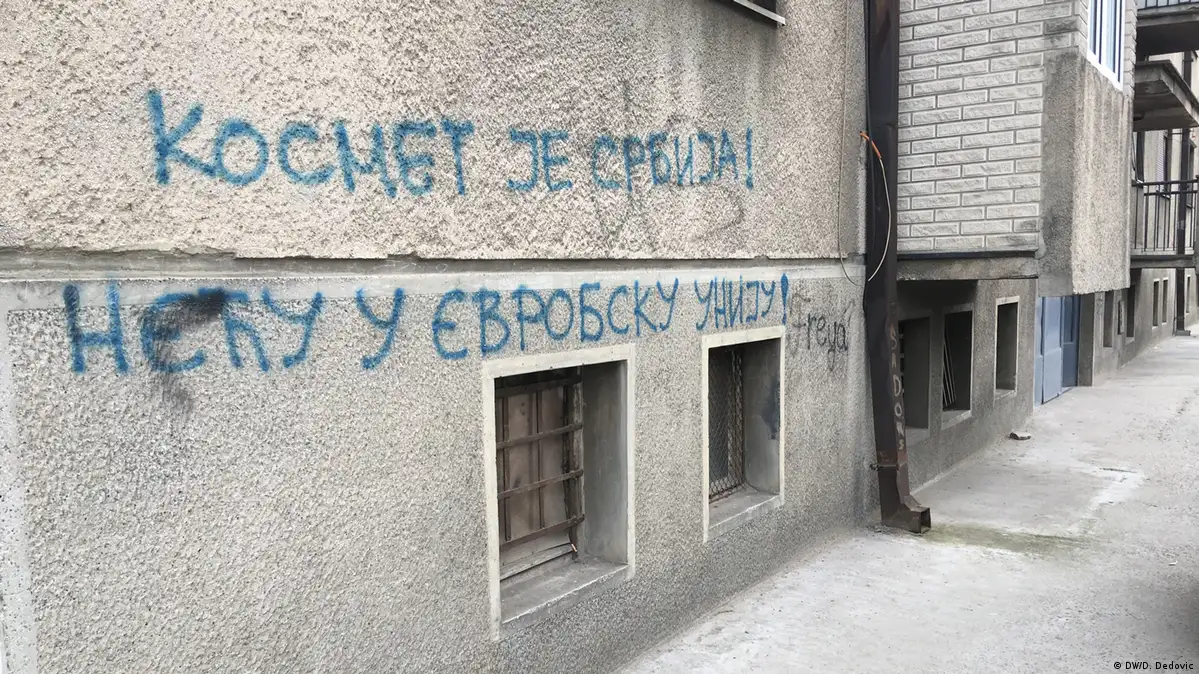 КОСМЕТ ЈЕ СРБИЈА!
НЕЋУ У ЄВРОБСКУ УНИЈУ!
freya
© DW/D. Dedovic